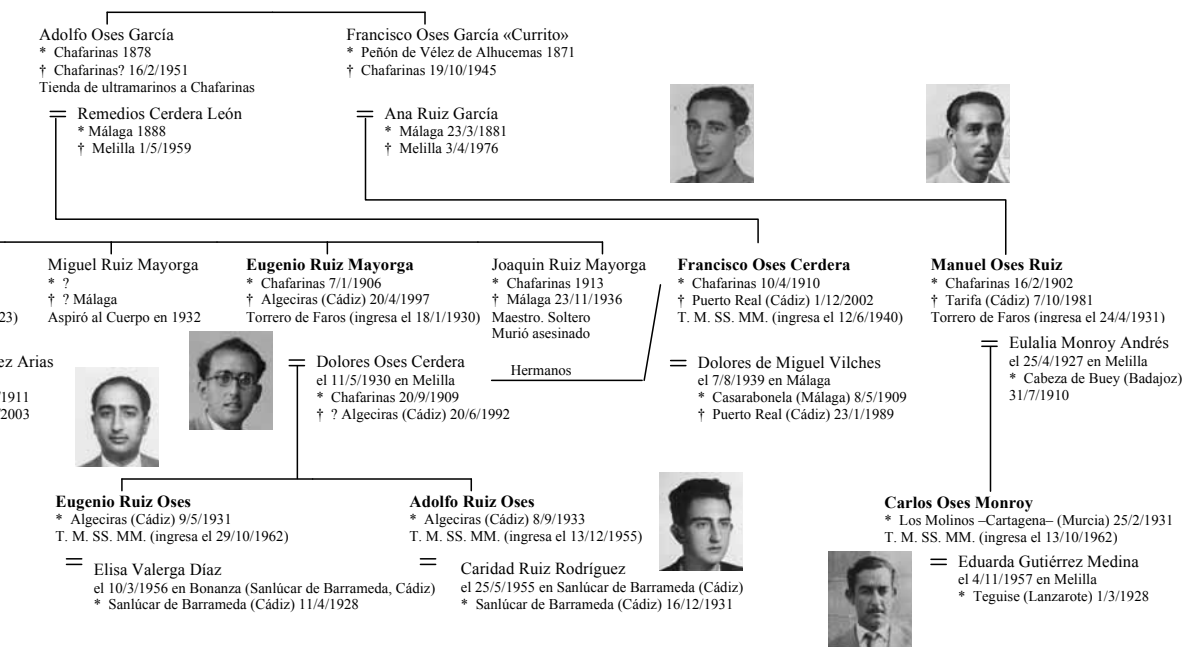 Adolfo Oses García
* Chafarinas 1878
† Chafarinas? 16/2/1951
Tienda de ultramarinos a Chafarinas
= Remedios Cerdera León
* Málaga 1888
† Melilla 1/5/1959
Francisco Oses García «Currito»
* Peñón de Vélez de Alhucemas 1871
† Chafarinas 19/10/1945
= Ana Ruiz García
* Málaga 23/3/1881
† Melilla 3/4/1976
23)
Miguel Ruiz Mayorga
* ?
† ? Málaga
Aspiró al Cuerpo en 1932
Eugenio Ruiz Mayorga
* Chafarinas 7/1/1906
† Algeciras (Cádiz) 20/4/1997
Torrero de Faros (ingresa el 18/1/1930)
Joaquin Ruiz Mayorga
* Chafarinas 1913
† Málaga 23/11/1936
Maestro. Soltero
Murió asesinado
Francisco Oses Cerdera
* Chafarinas 10/4/1910
† Puerto Real (Cádiz) 1/12/2002
T. M. SS. MM. (ingresa el 12/6/1940)
Manuel Oses Ruiz
* Chafarinas 16/2/1902
† Tarifa (Cádiz) 7/10/1981
Torrero de Faros (ingresa el 24/4/1931)
ez Arias
/1911
/2003
= Dolores Oses Cerdera
el 11/5/1930 en Melilla
* Chafarinas 20/9/1909
† ? Algeciras (Cádiz) 20/6/1992
Hermanos
= Dolores de Miguel Vilches
el 7/8/1939 en Málaga
* Casarabonela (Málaga) 8/5/1909
† Puerto Real (Cádiz) 23/1/1989
= Eulalia Monroy Andrés
el 25/4/1927 en Melilla
* Cabeza de Buey (Badajoz)
31/7/1910
Eugenio Ruiz Oses
* Algeciras (Cádiz) 9/5/1931
T. M. SS. MM. (ingresa el 29/10/1962)
= Elisa Valerga Díaz
el 10/3/1956 en Bonanza (Sanlúcar de Barrameda, Cádiz)
* Sanlúcar de Barrameda (Cádiz) 11/4/1928
Adolfo Ruiz Oses
* Algeciras (Cádiz) 8/9/1933
T. M. SS. MM. (ingresa el 13/12/1955)
= Caridad Ruiz Rodríguez
el 25/5/1955 en Sanlúcar de Barrameda (Cádiz)
* Sanlúcar de Barrameda (Cádiz) 16/12/1931
Carlos Oses Monroy
* Los Molinos –Cartagena– (Murcia) 25/2/1931
T. M. SS. MM. (ingresa el 13/10/1962)
= Eduarda Gutiérrez Medina
el 4/11/1957 en Melilla
* Teguise (Lanzarote) 1/3/1928